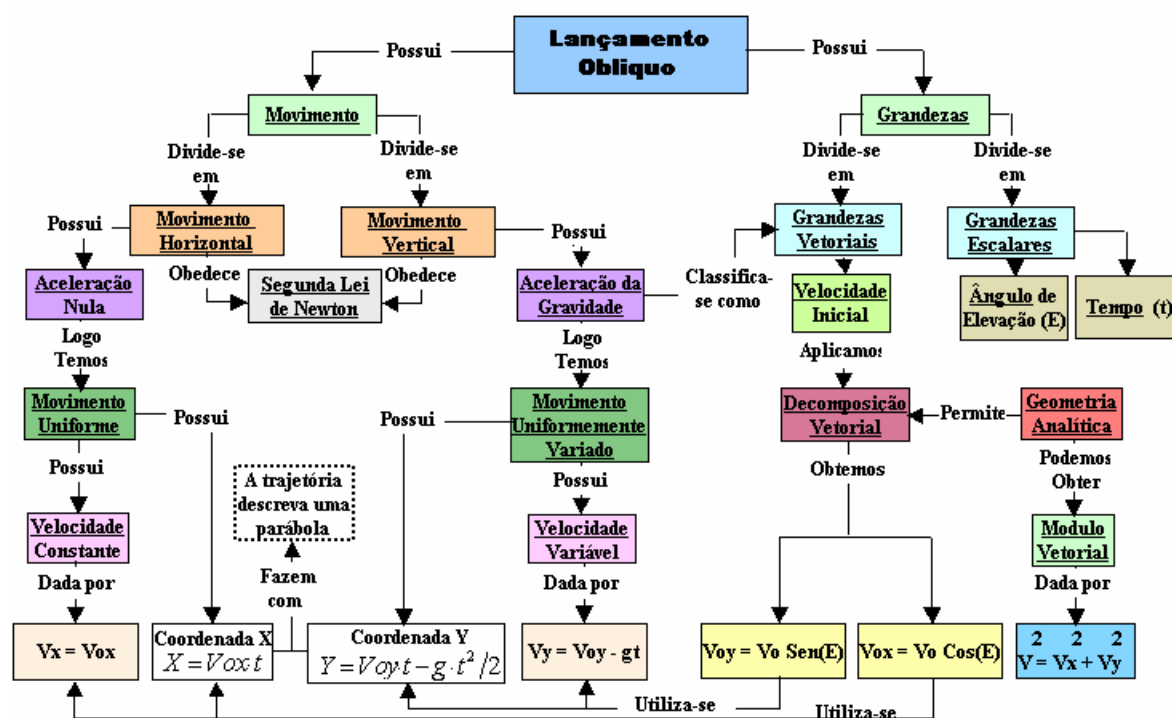 Lançamento
Obliquo
Possui
Possui
Movimento
Grandezas
Divide-se
em
Divide-se
em
Divide-se
em
Divide-se
em
Possui
Movimento
Horizontal
Movimento
Vertical
Possui
Grandezas
Vetoriais
Grandezas
Escalares
Obedece
Obedece
Aceleração
Nula
Segunda Lei
de Newton
Aceleração da
Gravidade
Classifica-
se como
Velocidade
Inicial
Ângulo de
Elevação (E)
Tempo (t)
Logo
Temos
Logo
Temos
Aplicamos
Movimento
Uniforme
Possui
Possui
Movimento
Uniformemente
Variado
Decomposição
Vetorial
Permite
Geometria
Analítica
Possui
A trajetória
descreva uma
parábola
Possui
Obtemos
Podemos
Obter
Velocidade
Constante
Velocidade
Variável
Modulo
Vetorial
Dada por
Fazem
com
Dada por
Dada por
Vx = Vox
Coordenada X
X = Vox t
Coordenada Y
Y = Voy t - g · t² /2
Vy = Voy - gt
Voy = Vo Sen(E)
Vox = Vo Cos(E)
2 2 2
V = Vx + Vy
Utiliza-se
Utiliza-se